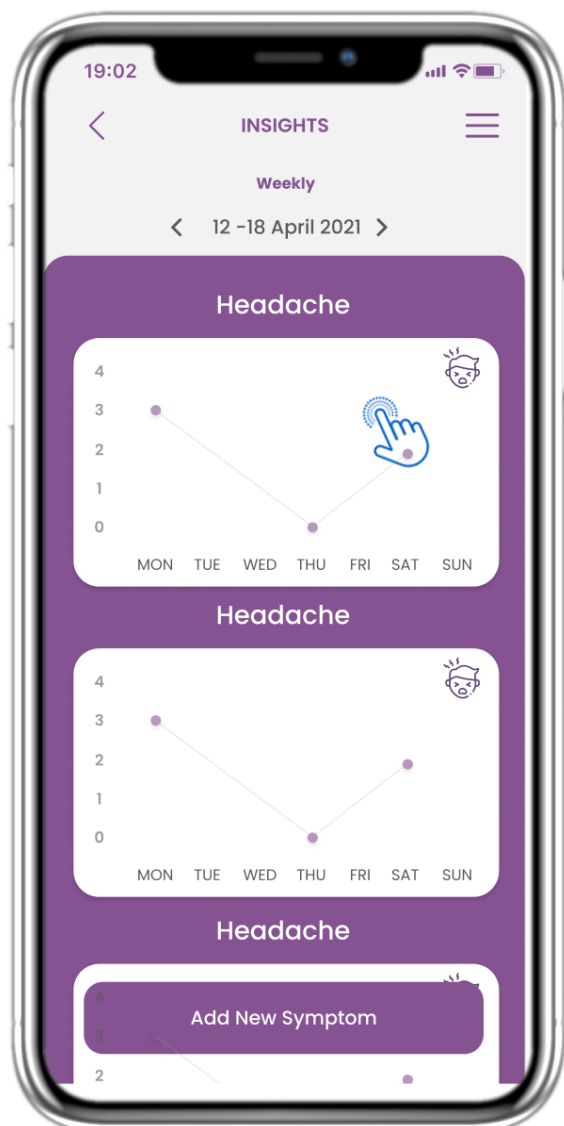 19:02
INSIGHTS
Weekly
12 -18 April 2021
Headache
4
3
2
1
0
MON TUE WED THU FRI SAT SUN
Headache
4
3
2
1
0
MON TUE WED THU FRI SAT SUN
Headache
4
Add New Symptom
3
2